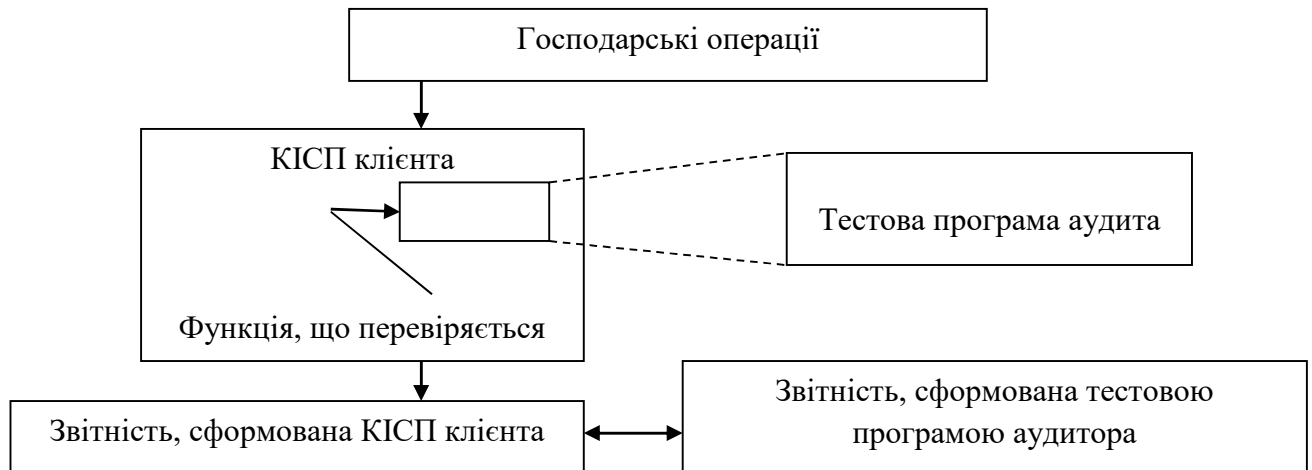 Господарські операції
КІСП клієнта
Тестова програма аудита
Функція, що перевіряється
Звітність, сформована КІСП клієнта
Звітність, сформована тестовою
програмою аудитора